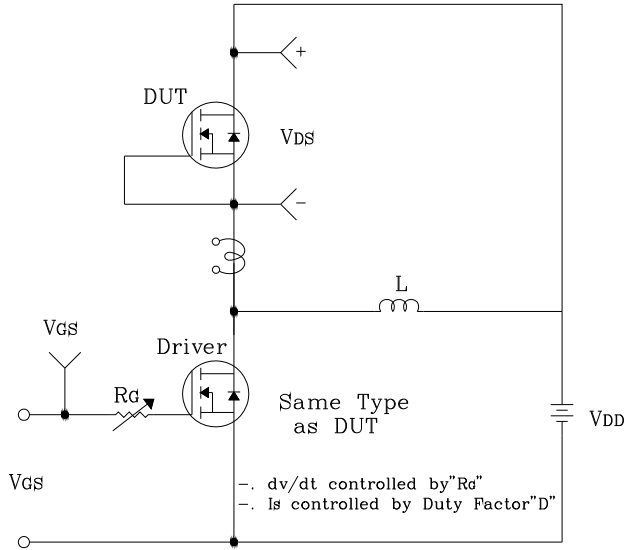 +
DUT
VDS
-
L
VGS
Driver
RG
Same Type
as DUT
VDD
VGS
-. dv/dt controlled by"RG"
-. Is controlled by Duty Factor"D"